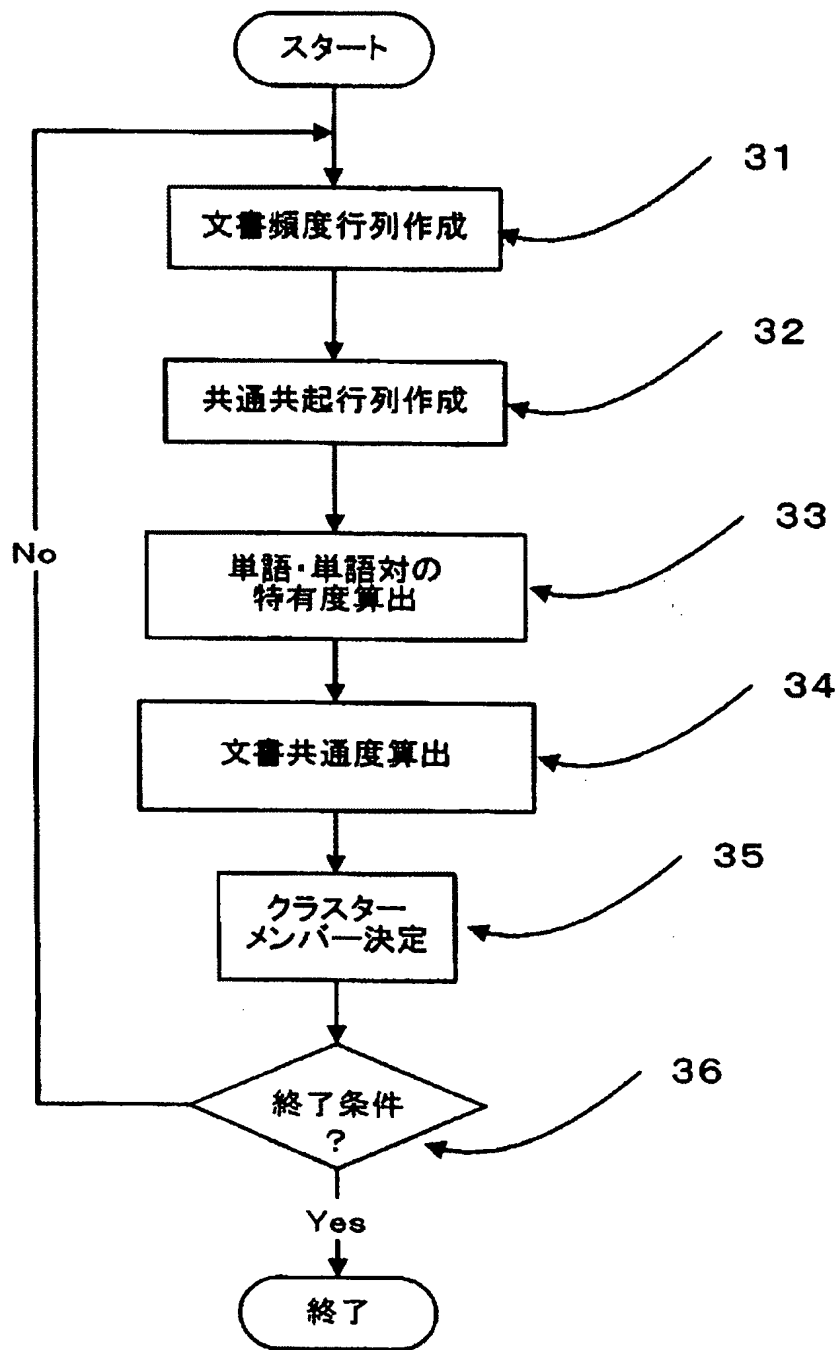 スタート
文書頻度行列作成
31
共通共起行列作成
32
単語・単語対の
特有度算出
33
文書共通度算出
34
クラスター
メンバー決定
35
終了条件
?
36
No
Yes
終了